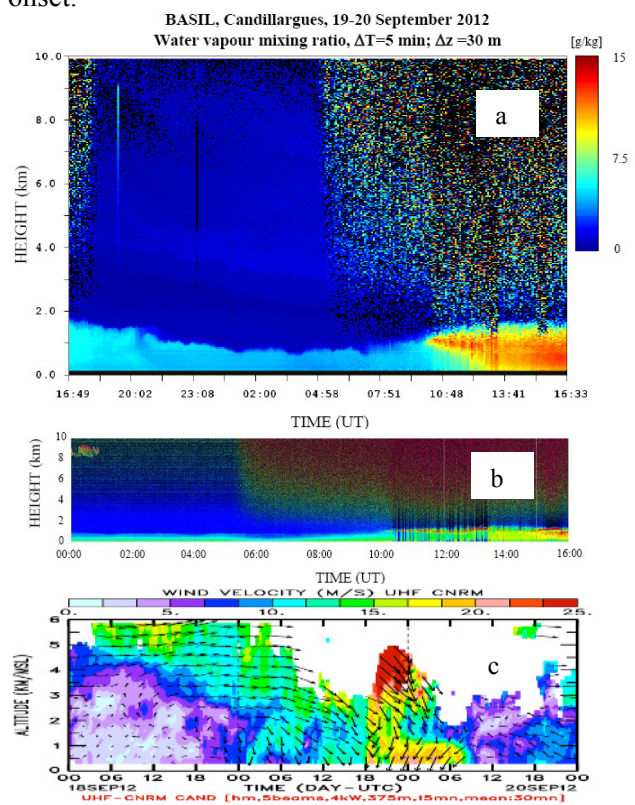 onset.
BASIL, Candillargues, 19-20 September 2012
Water vapour mixing ratio, ΔT=5 min; Δz =30 m
[g/kg]
10.0
8.0
6.0
4.0
2.0
0.0
HEIGHT (km)
a
15
7.5
0
16:49 20:02 23:08 02:00 04:58 07:51 10:48 13:41 16:33
TIME (UT)
10
8
6
4
2
0
HEIGHT (km)
b
00:00 02:00 04:00 06:00 08:00 10:00 12:00 14:00 16:00
TIME (UT)
WIND VELOCITY (M/S) UHF CNRM
0. 5. 10. 15. 20. 25.
6
5
4
3
2
1
0
ALTITUDE (KM/MSL)
c
00 06 12 18 00 06 12 18 00 06 12 18 00
18SEP12 TIME (DAY-UTC) 20SEP12
UHF-CNRM CAND [hm,5beams,4kW,375m,15mn,mean:30mn]